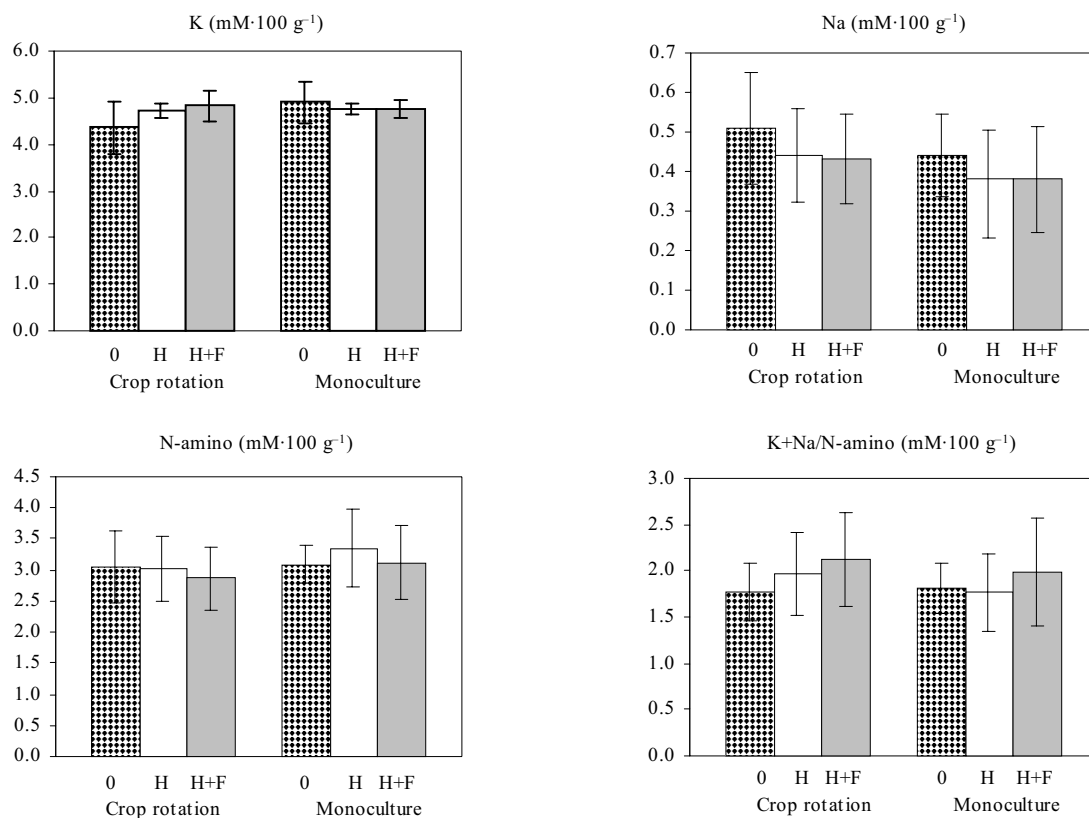 K (mM·100 g⁻¹)
6.0
5.0
4.0
3.0
2.0
1.0
0.0
0 H H+F 0 H H+F
Crop rotation Monoculture
Na (mM·100 g⁻¹)
0.7
0.6
0.5
0.4
0.3
0.2
0.1
0.0
0 H H+F 0 H H+F
Crop rotation Monoculture
N-amino (mM·100 g⁻¹)
4.5
4.0
3.5
3.0
2.5
2.0
1.5
1.0
0.5
0.0
0 H H+F 0 H H+F
Crop rotation Monoculture
K+Na/N-amino (mM·100 g⁻¹)
3.0
2.5
2.0
1.5
1.0
0.5
0.0
0 H H+F 0 H H+F
Crop rotation Monoculture